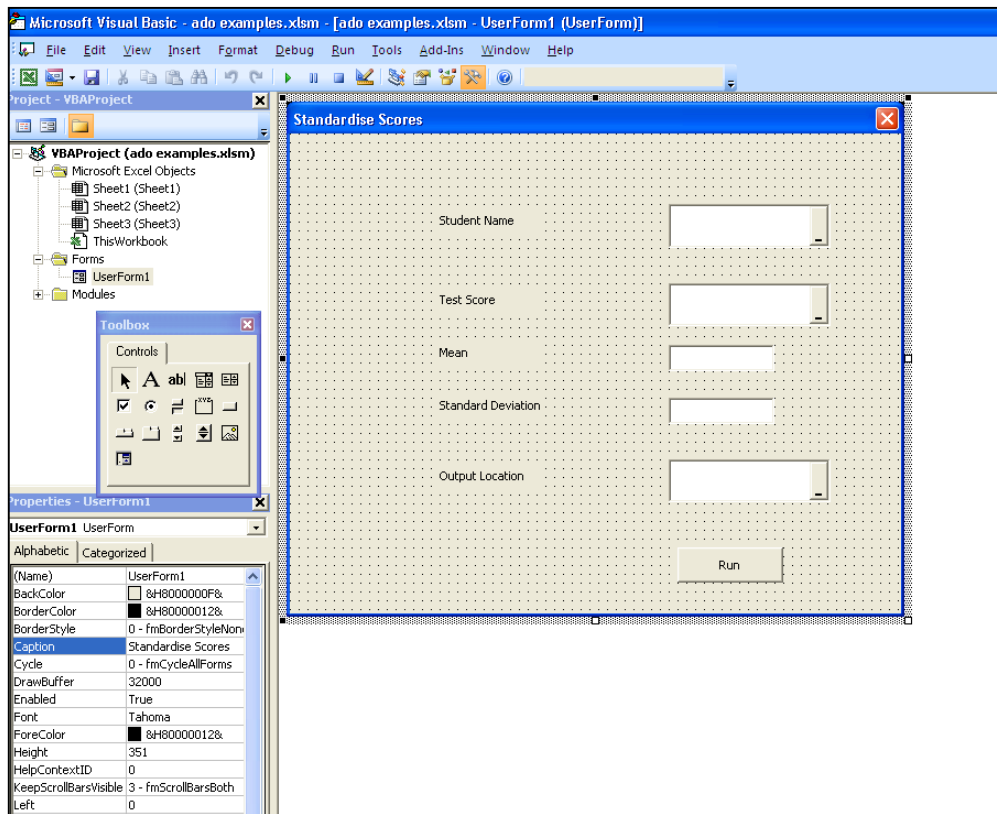 Microsoft Visual Basic - ado examples.xlsm - [ado examples.xlsm - UserForm1 (UserForm)]
File Edit View Insert Format Debug Run Tools Add-Ins Window Help
Project - VBAProject
VBAProject (ado examples.xlsm)
Microsoft Excel Objects
Sheet1 (Sheet1)
Sheet2 (Sheet2)
Sheet3 (Sheet3)
ThisWorkbook
Forms
UserForm1
Modules
Toolbox
Controls
A ab|
XYZ
Properties - UserForm1
UserForm1 UserForm
Alphabetic Categorized
(Name) UserForm1
BackColor &H8000000F&
BorderColor &H80000012&
BorderStyle 0 - fmBorderStyleNon
Caption Standardise Scores
Cycle 0 - fmCycleAllForms
DrawBuffer 32000
Enabled True
Font Tahoma
ForeColor &H80000012&
Height 351
HelpContextID 0
KeepScrollBarsVisible 3 - fmScrollBarsBoth
Left 0
Standardise Scores
Student Name
Test Score
Mean
Standard Deviation
Output Location
Run